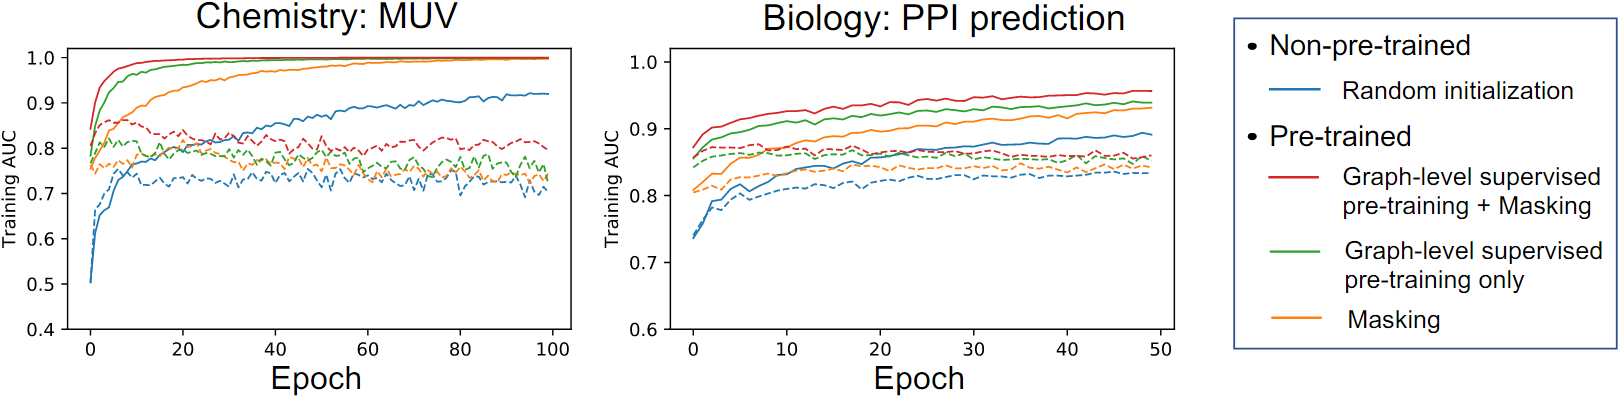 Chemistry: MUV
Training AUC
1.0
0.9
0.8
0.7
0.6
0.5
0.4
0
20
40
60
80
100
Epoch
Biology: PPI prediction
Training AUC
1.0
0.9
0.8
0.7
0.6
0
10
20
30
40
50
Epoch
• Non-pre-trained
Random initialization
• Pre-trained
Graph-level supervised
pre-training + Masking
Graph-level supervised
pre-training only
Masking